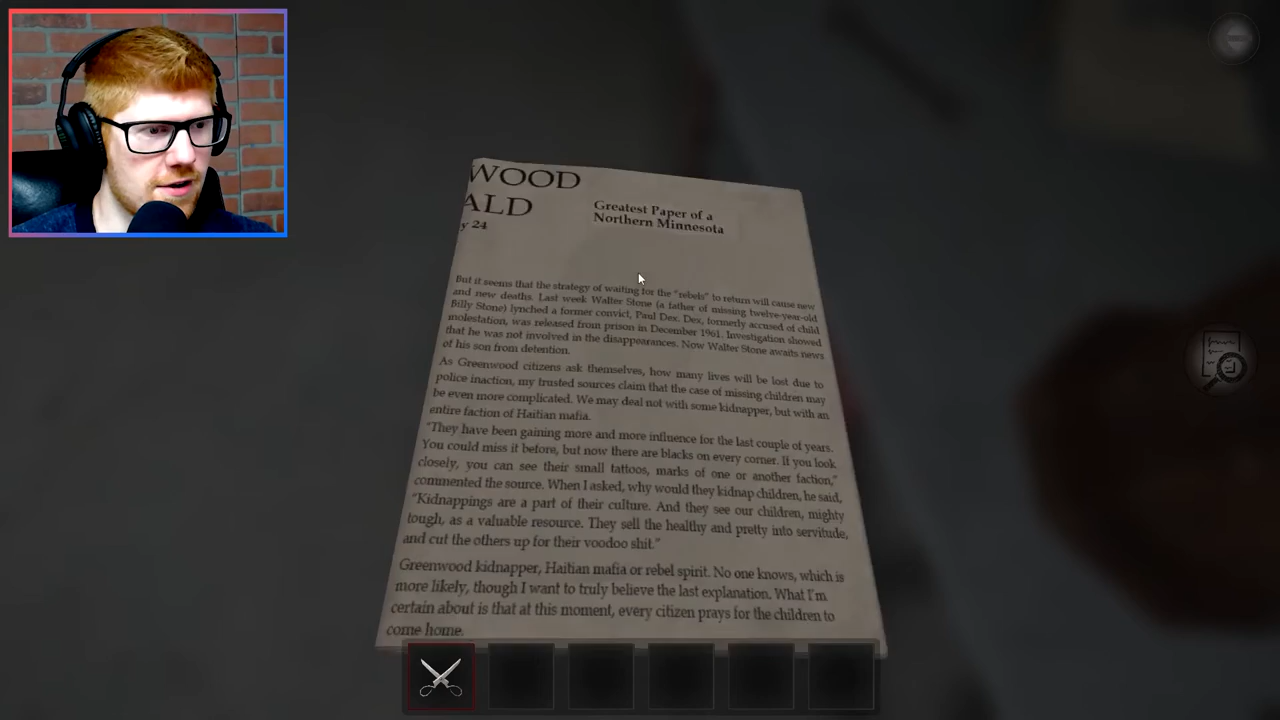 WOOD
ALD
y 24
Greatest Paper of a
Northern Minnesota
But it seems that the strategy of waiting for the "rebels" to return will cause new
and new deaths. Last week Walter Stone (a father of missing twelve-year-old
Billy Stone) lynched a former convict, Paul Dex. Dex, formerly accused of child
molestation, was released from prison in December 1961. Investigation showed
that he was not involved in the disappearances. Now Walter Stone awaits news
of his son from detention.
As Greenwood citizens ask themselves, how many lives will be lost due to
police inaction, my trusted sources claim that the case of missing children may
be even more complicated. We may deal not with some kidnapper, but with an
entire faction of Haitian mafia.
"They have been gaining more and more influence for the last couple of years.
You could miss it before, but now there are blacks on every corner. If you look
closely, you can see their small tattoos, marks of one or another faction,"
commented the source. When I asked, why would they kidnap children, he said,
"Kidnappings are a part of their culture. And they see our children, mighty
tough, as a valuable resource. They sell the healthy and pretty into servitude,
and cut the others up for their voodoo shit."
Greenwood kidnapper, Haitian mafia or rebel spirit. No one knows, which is
more likely, though I want to truly believe the last explanation. What I'm
certain about is that at this moment, every citizen prays for the children to
come home.